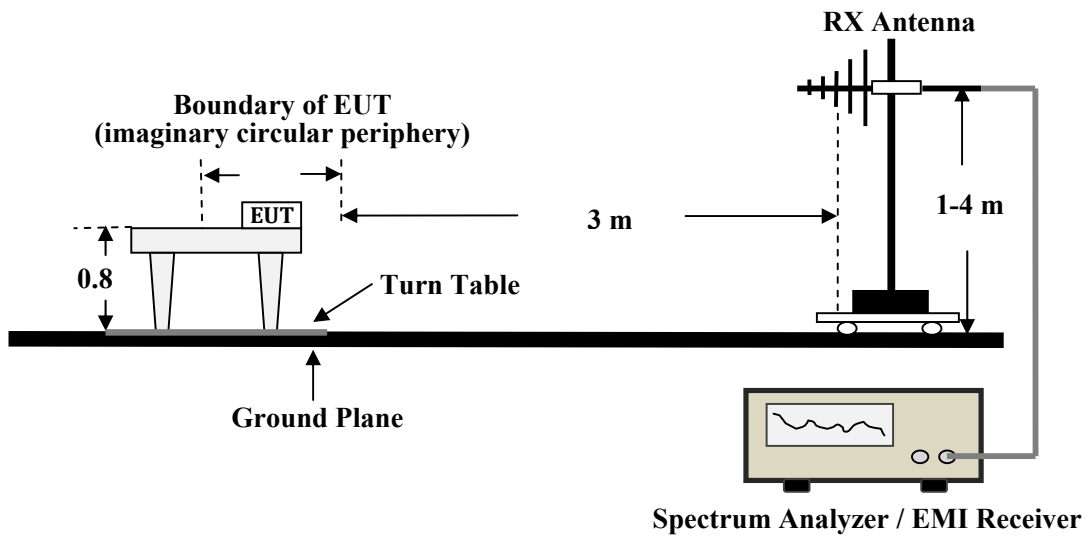 RX Antenna
Boundary of EUT
(imaginary circular periphery)
EUT
3 m
1-4 m
0.8
Turn Table
Ground Plane
Spectrum Analyzer / EMI Receiver